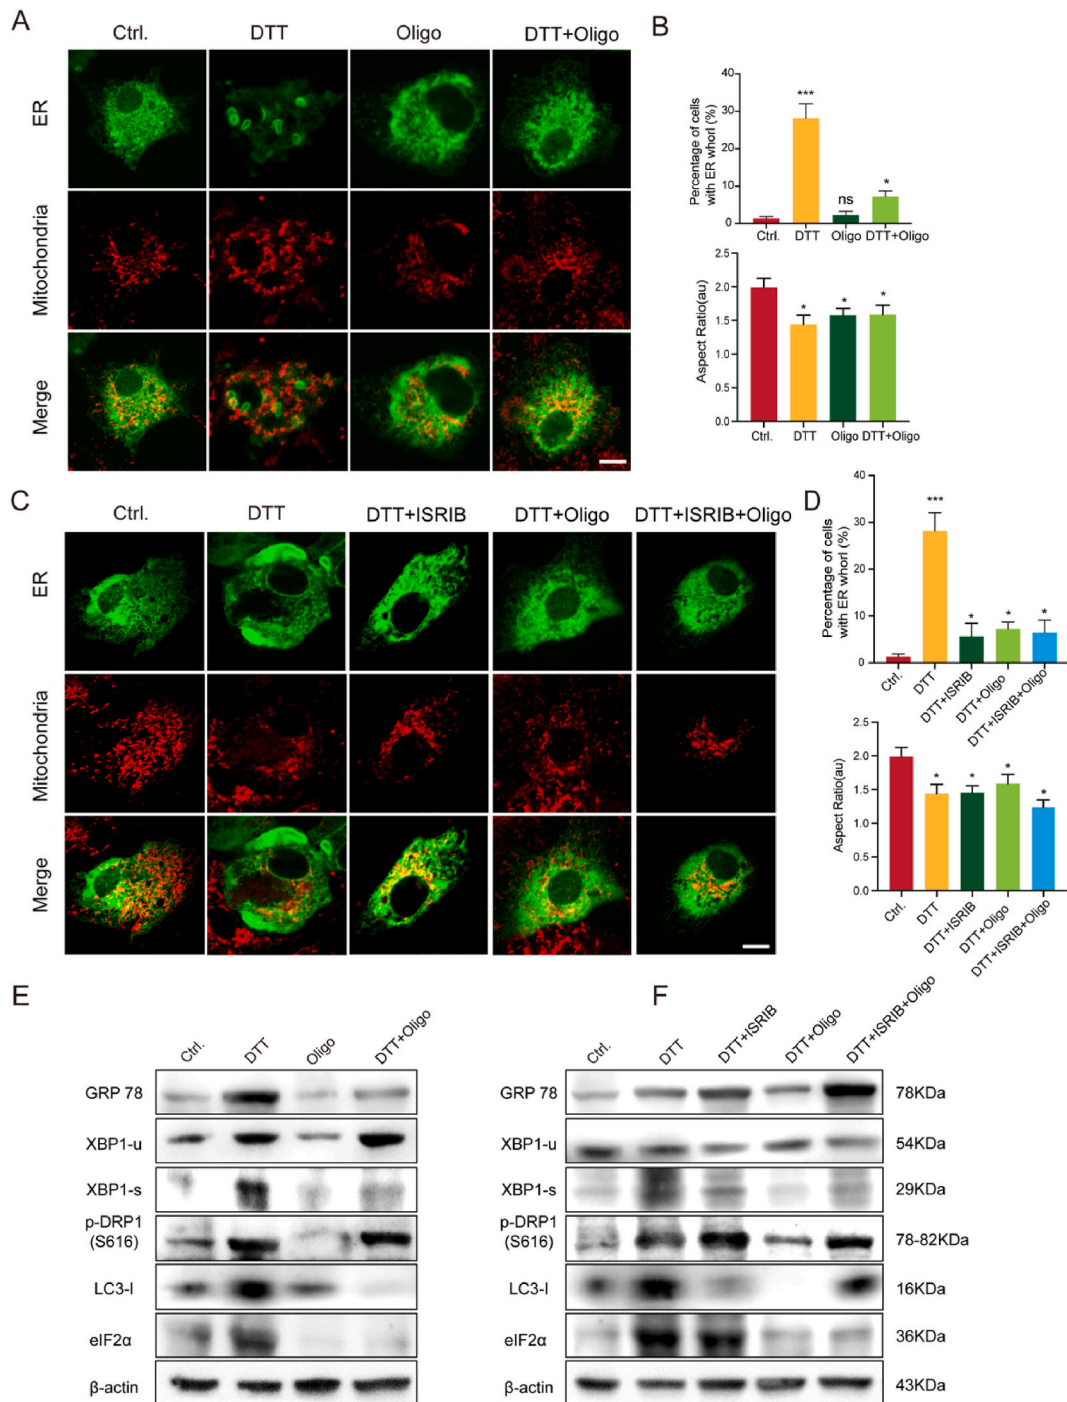 A
Ctrl.
DTT
Oligo
DTT+Oligo
ER
Mitochondria
Merge
B
Percentage of cells
with ER whorl (%)
40
30
20
10
0
***
ns
*
Ctrl.
DTT
Oligo
DTT+Oligo
Aspect Ratio(au)
2.5
2.0
1.5
1.0
0.5
0.0
*
*
*
Ctrl.
DTT
Oligo
DTT+Oligo
C
Ctrl.
DTT
DTT+ISRIB
DTT+Oligo
DTT+ISRIB+Oligo
ER
Mitochondria
Merge
D
Percentage of cells
with ER whorl (%)
40
30
20
10
0
***
*
*
*
Ctrl.
DTT
DTT+ISRIB
DTT+Oligo
DTT+ISRIB+Oligo
Aspect Ratio(au)
2.5
2.0
1.5
1.0
0.5
0.0
*
*
*
*
Ctrl.
DTT
DTT+ISRIB
DTT+Oligo
DTT+ISRIB+Oligo
E
Ctrl.
DTT
Oligo
DTT+Oligo
GRP 78
XBP1-u
XBP1-s
p-DRP1
(S616)
LC3-I
eIF2α
β-actin
F
Ctrl.
DTT
DTT+ISRIB
DTT+Oligo
DTT+ISRIB+Oligo
GRP 78
78KDa
XBP1-u
54KDa
XBP1-s
29KDa
p-DRP1
(S616)
78-82KDa
LC3-I
16KDa
eIF2α
36KDa
β-actin
43KDa